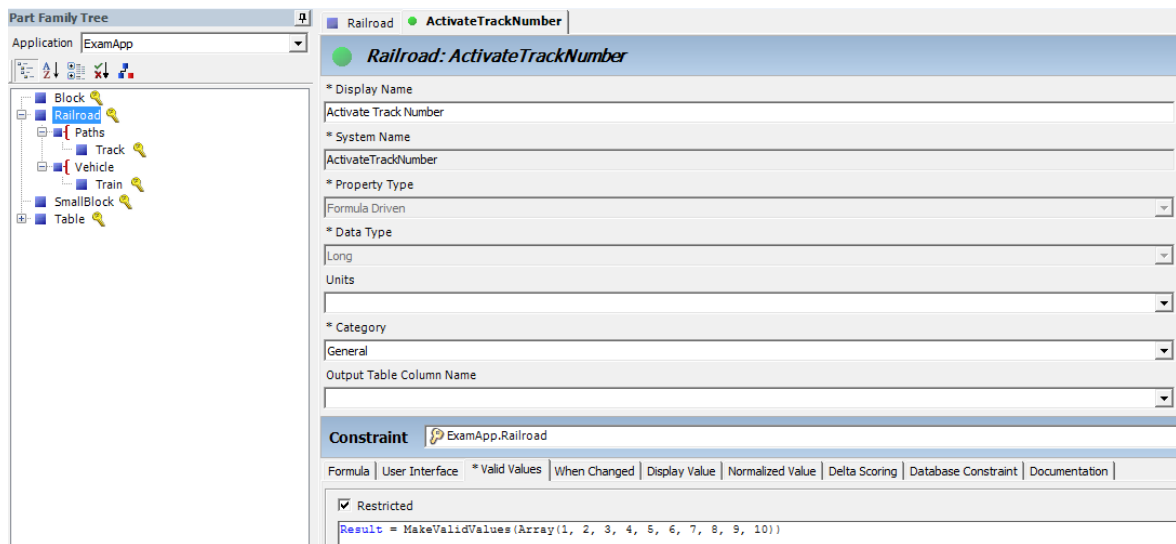 Part Family Tree
Application ExamApp
Block
Railroad
Paths
Track
Vehicle
Train
SmallBlock
Table
Railroad ActivateTrackNumber
Railroad: ActivateTrackNumber
* Display Name
Activate Track Number
* System Name
ActivateTrackNumber
* Property Type
Formula Driven
* Data Type
Long
Units
* Category
General
Output Table Column Name
Constraint ExamApp.Railroad
Formula User Interface * Valid Values When Changed Display Value Normalized Value Delta Scoring Database Constraint Documentation
Restricted
Result = MakeValidValues(Array(1, 2, 3, 4, 5, 6, 7, 8, 9, 10))